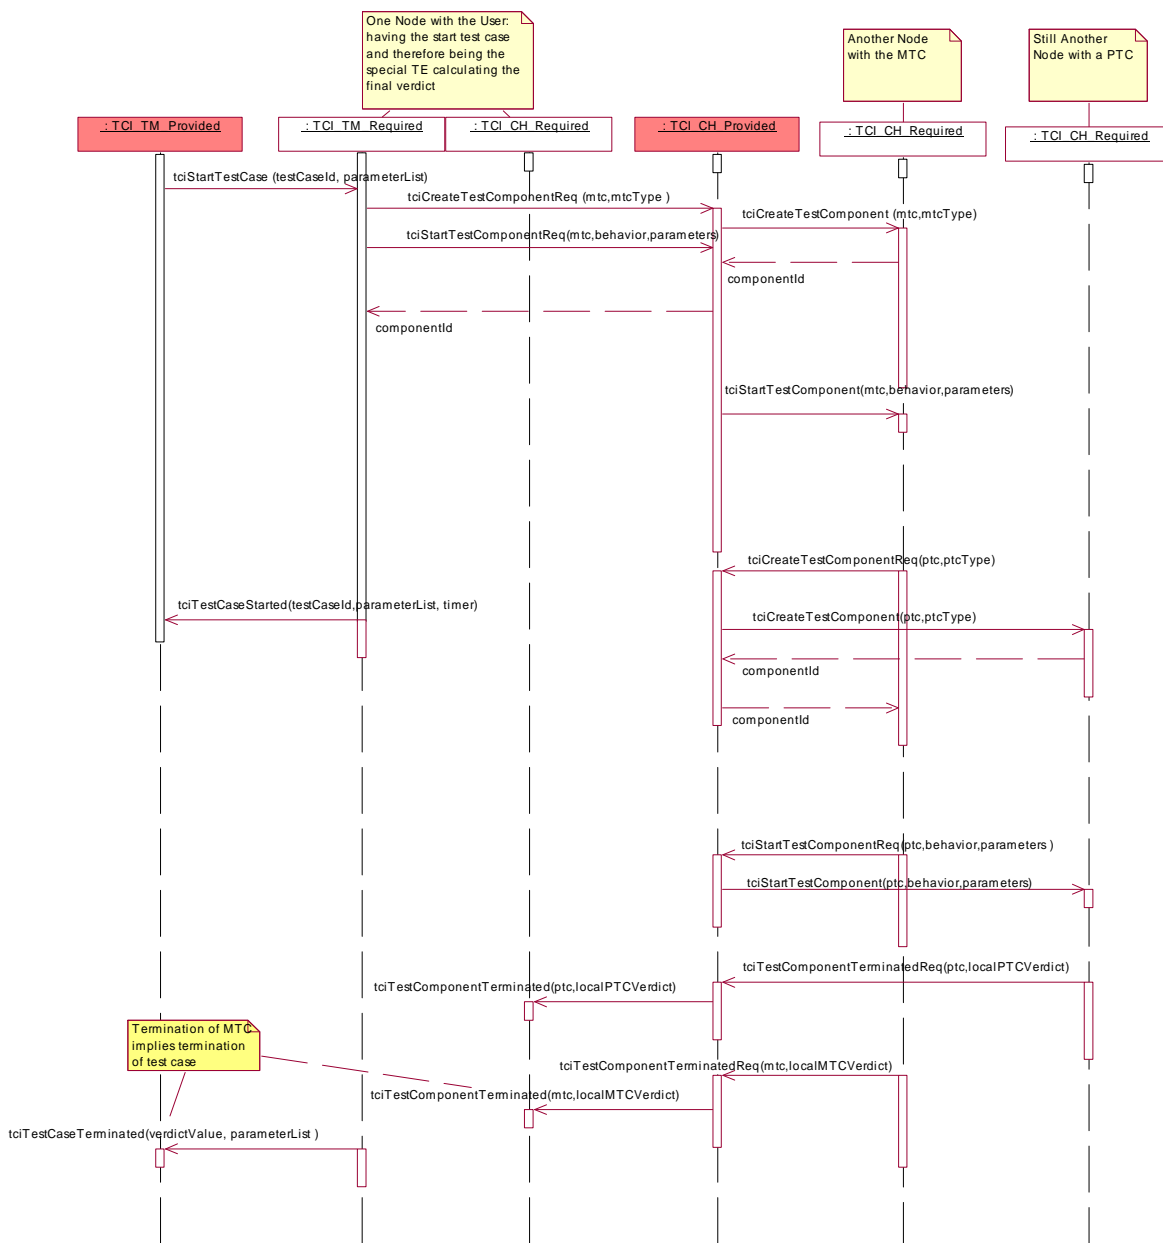 One Node with the User:
having the start test case
and therefore being the
special TE calculating the
final verdict
Another Node
with the MTC
Still Another
Node with a PTC
: TCI_TM_Provided
: TCI_TM_Required
: TCI_CH_Required
: TCI_CH_Provided
: TCI_CH_Required
: TCI_CH_Required
tciStartTestCase (testCaseId, parameterList)
tciCreateTestComponentReq (mtc,mtcType )
tciCreateTestComponent (mtc,mtcType)
tciStartTestComponentReq(mtc,behavior,parameters)
componentId
componentId
tciStartTestComponent(mtc,behavior,parameters)
tciCreateTestComponentReq(ptc,ptcType)
tciTestCaseStarted(testCaseId,parameterList, timer)
tciCreateTestComponent(ptc,ptcType)
componentId
componentId
tciStartTestComponentReq(ptc,behavior,parameters )
tciStartTestComponent(ptc,behavior,parameters)
tciTestComponentTerminatedReq(ptc,localPTCVerdict)
tciTestComponentTerminated(ptc,localPTCVerdict)
Termination of MTC
implies termination
of test case
tciTestComponentTerminatedReq(mtc,localMTCVerdict)
tciTestComponentTerminated(mtc,localMTCVerdict)
tciTestCaseTerminated(verdictValue, parameterList )